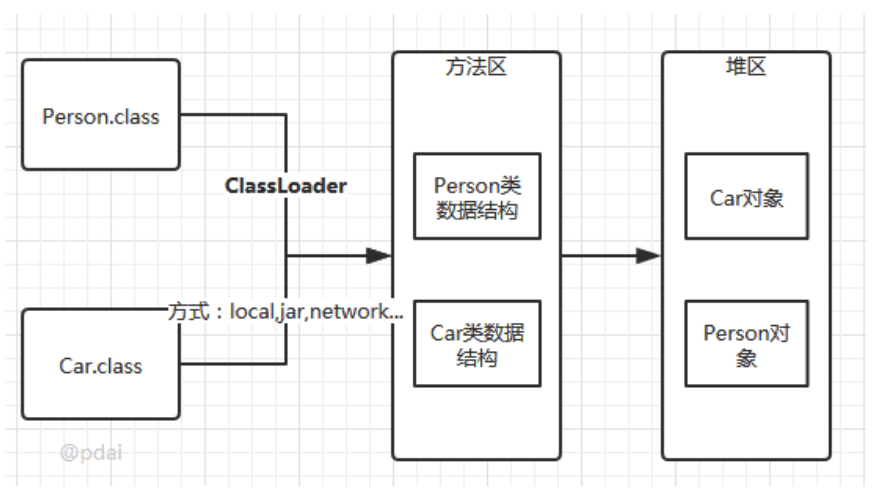 Person.class
ClassLoader
方式：local,jar,network...
Car.class
@pdai
方法区
Person类
数据结构
Car类数据
结构
堆区
Car对象
Person对
象